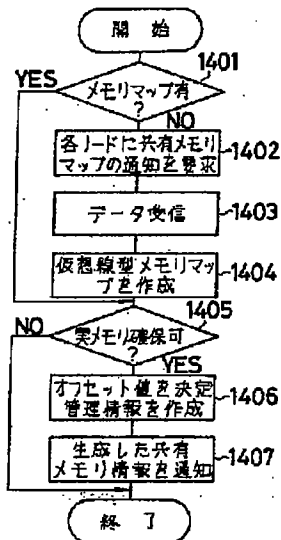 開始
1401
YES
メモリマップ有
?
NO
各ノードに共有メモリ
マップの通知を要求
1402
データ受信
1403
仮想線型メモリマッ
プを作成
1404
1405
NO
実メモリ確保可
?
YES
オフセット値を決定
管理情報を作成
1406
生成した共有
メモリ情報を通知
1407
終了